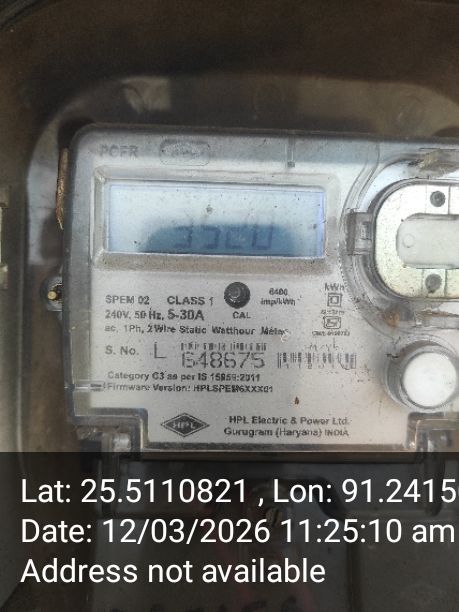 SPEM 02 CLASS 1
6400 imp/kWh
kWh
240V, 50 Hz, 5-30A
CAL
ac, 1Ph, 2Wire Static Watthour Meter
S. No. L 648675
Category C3 as per IS 15959:2011
Firmware Version: HPLSPEM6XXX01
HPL
HPL Electric & Power Ltd.
Gurugram (Haryana) INDIA
Lat: 25.5110821 , Lon: 91.2415
Date: 12/03/2026 11:25:10 am
Address not available